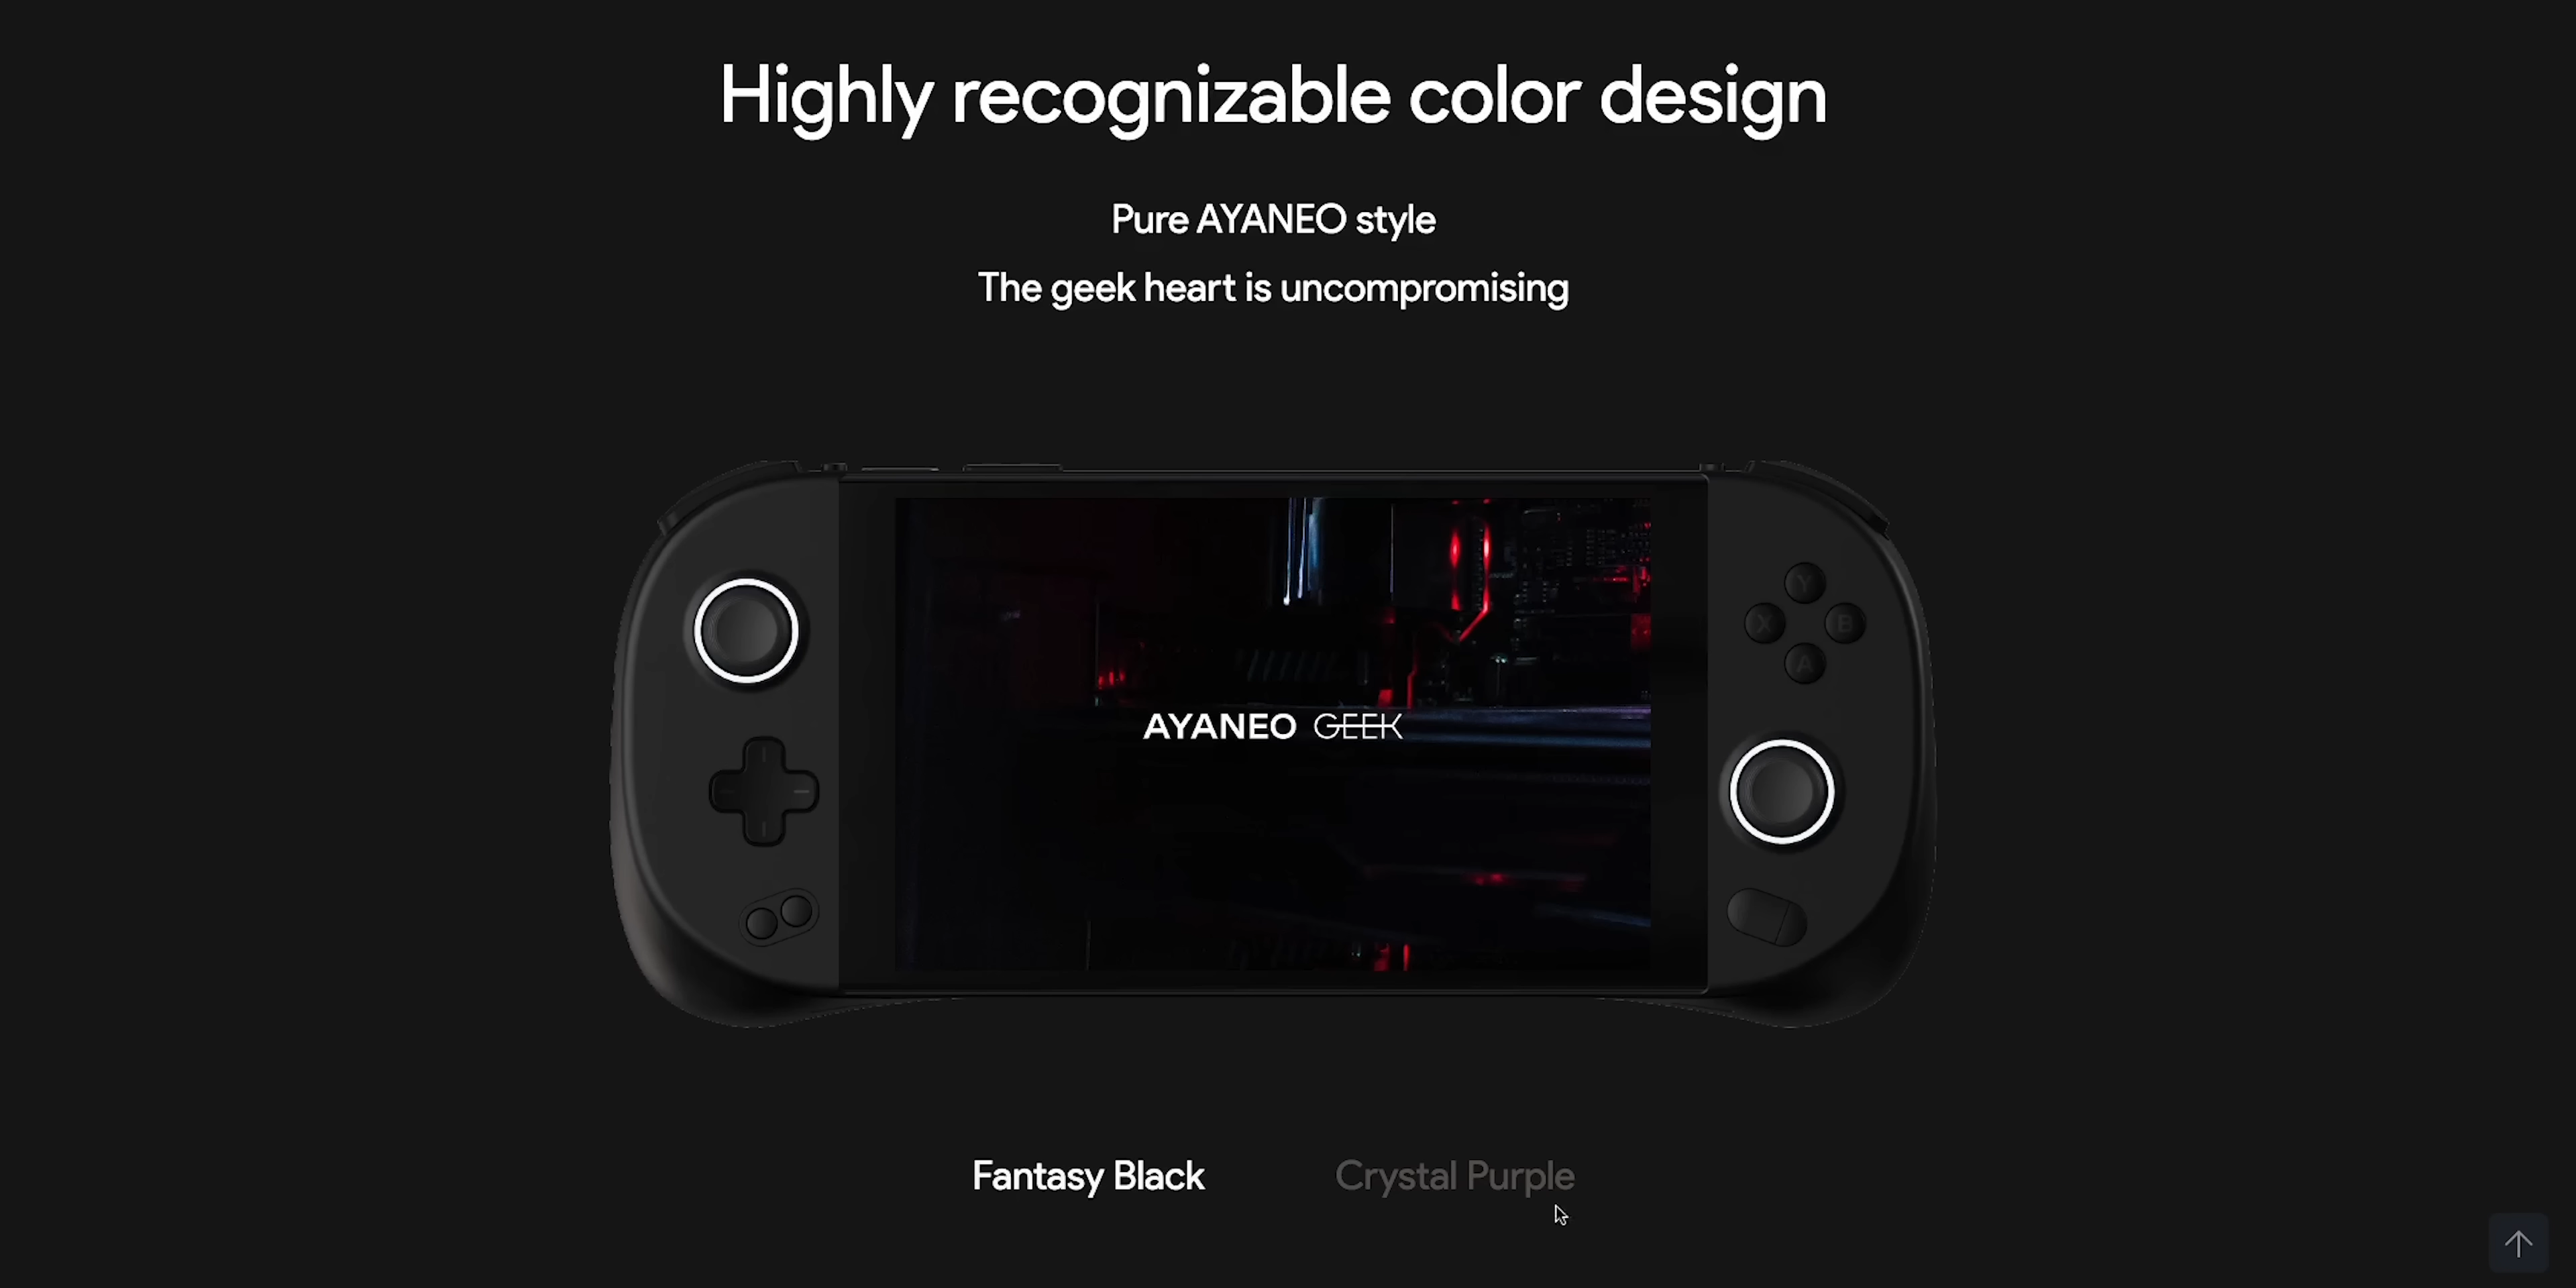 Highly recognizable color design
Pure AYANEO style
The geek heart is uncompromising
Y
X B
A
AYANEO GEEK
Fantasy Black Crystal Purple